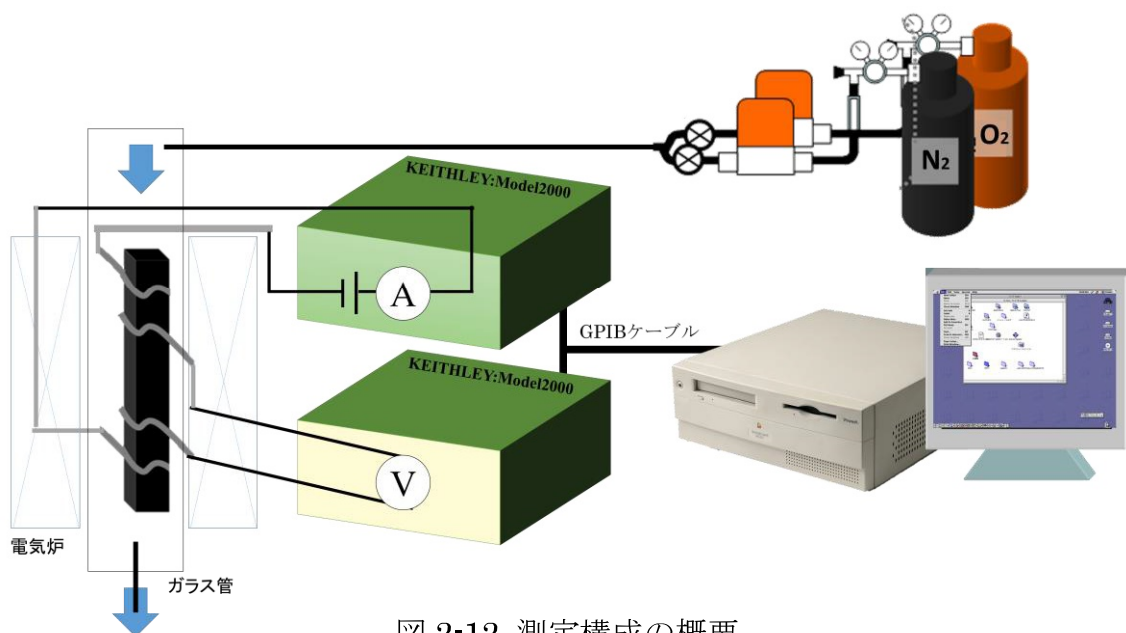 N2
O2
KEITHLEY:Model2000
A
GPIBケーブル
KEITHLEY:Model2000
V
電気炉
ガラス管
図 2-12 測定構成の概要